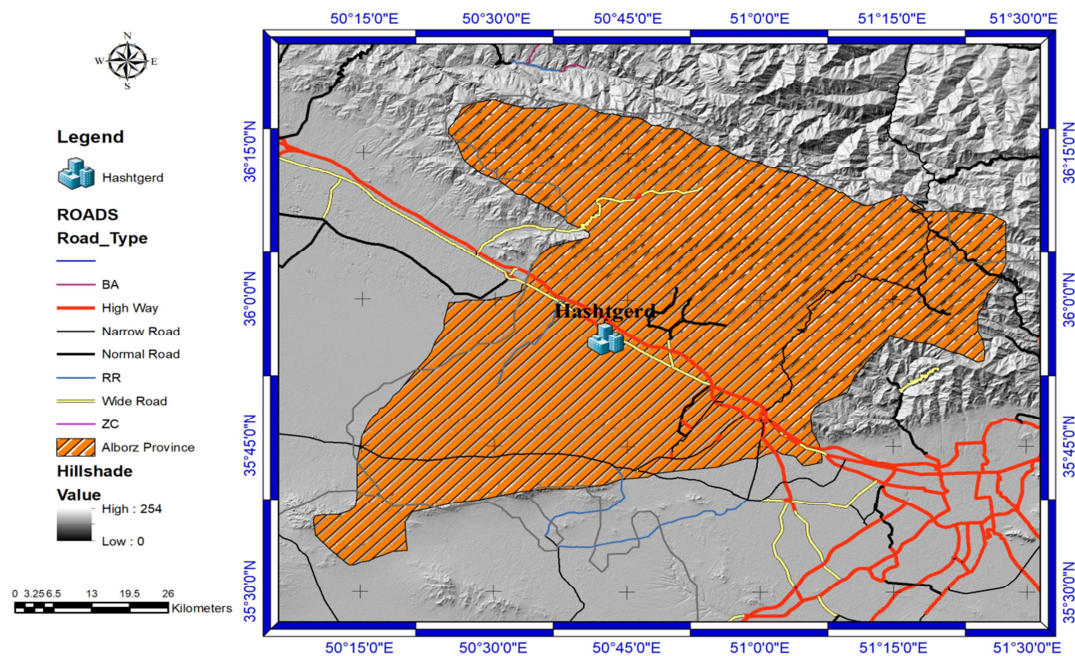 50°15'0"E 50°30'0"E 50°45'0"E 51°0'0"E 51°15'0"E 51°30'0"E
N
W E
S
Legend
Hashtgerd
ROADS
Road_Type
BA
High Way
Narrow Road
Normal Road
RR
Wide Road
ZC
Alborz Province
Hillshade
Value
High : 254
Low : 0
0 3.25 6.5 13 19.5 26
Kilometers
36°15'0"N
36°0'0"N
35°45'0"N
35°30'0"N
Hashtgerd
36°15'0"N
36°0'0"N
35°45'0"N
35°30'0"N
50°15'0"E 50°30'0"E 50°45'0"E 51°0'0"E 51°15'0"E 51°30'0"E